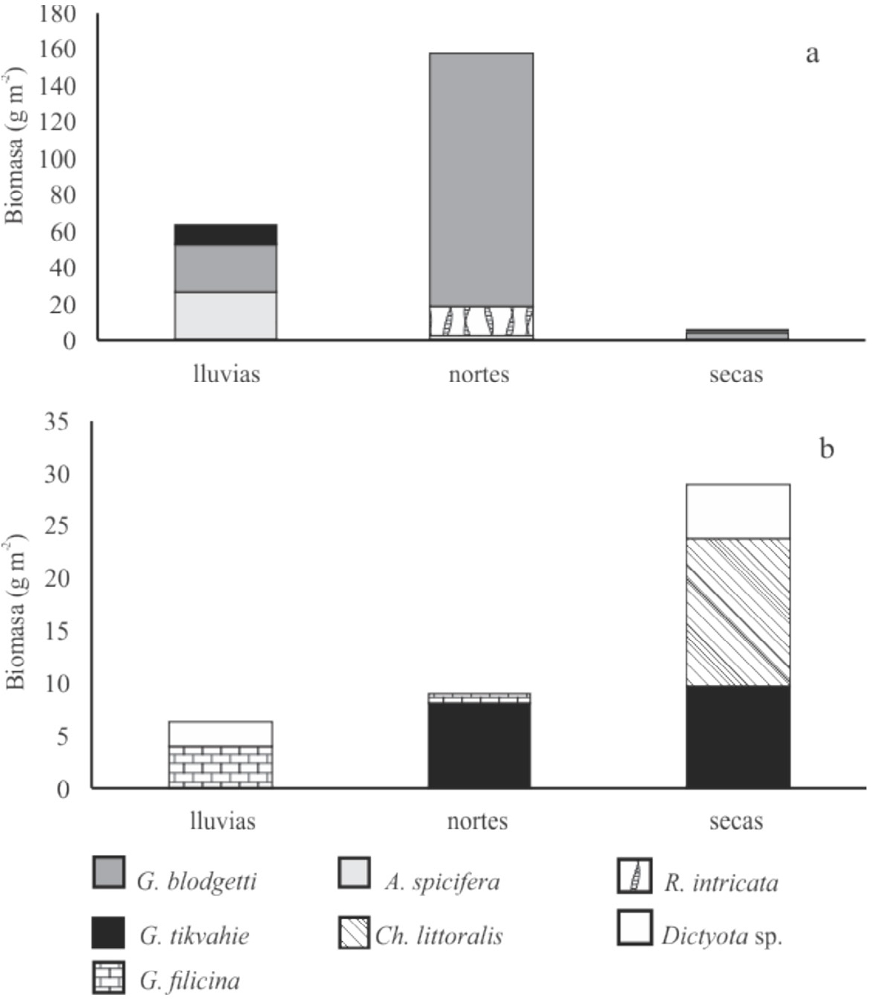 180
a
160
140
120
100
80
60
40
20
0
Biomasa (g m⁻²)
lluvias nortes secas
35
b
30
25
20
15
10
5
0
Biomasa (g m⁻²)
lluvias nortes secas
G. blodgetti A. spicifera R. intricata
G. tikvahie Ch. littoralis Dictyota sp.
G. filicina